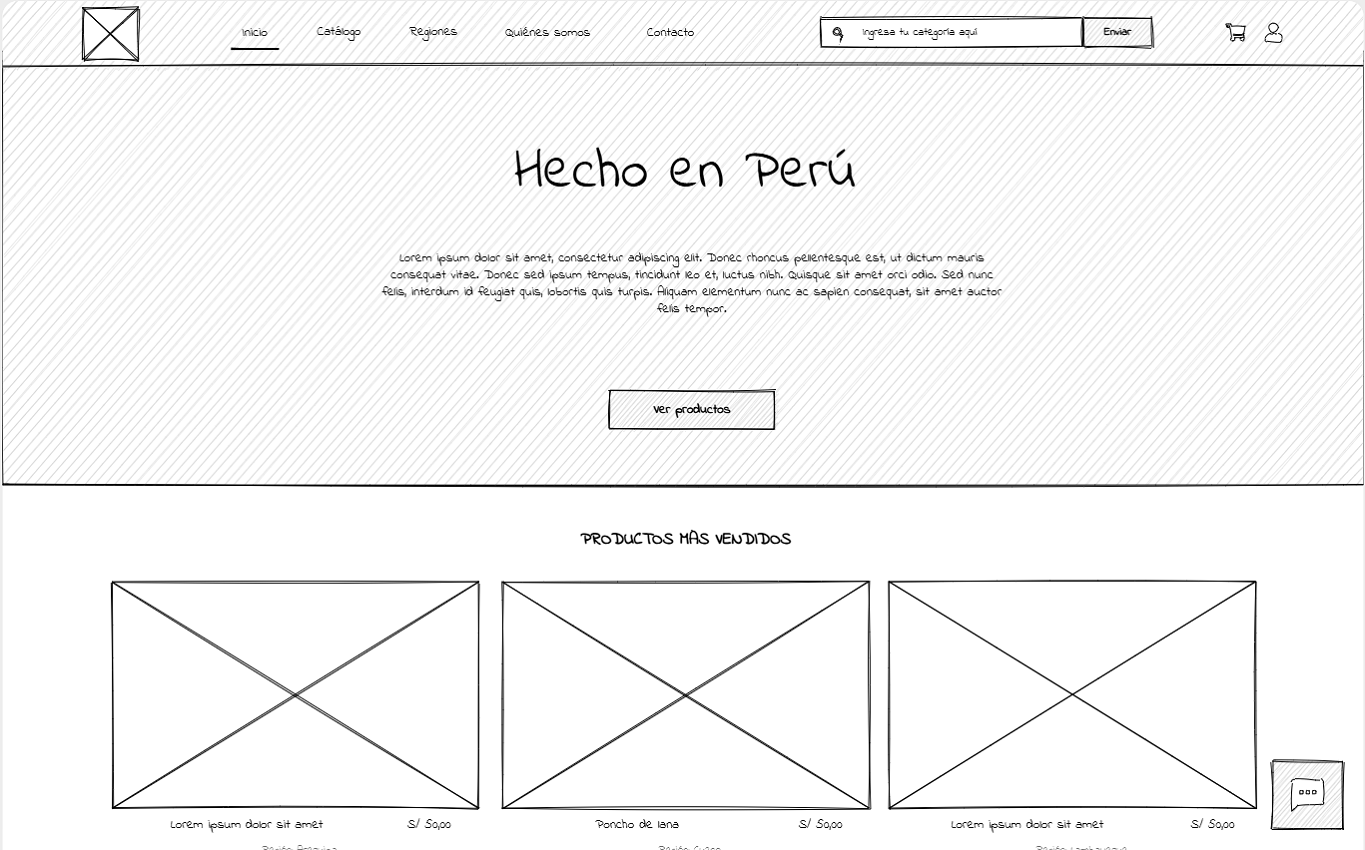 Inicio
Catálogo
Regiones
Quiénes somos
Contacto
Ingresa tu categoría aquí
Enviar
Hecho en Perú
Lorem ipsum dolor sit amet, consectetur adipiscing elit. Donec rhoncus pellentesque est, ut dictum mauris
consequat vitae. Donec sed ipsum tempus, tincidunt leo et, luctus nibh. Quisque sit amet orci odio. Sed nunc
felis, interdum id feugiat quis, lobortis quis turpis. Aliquam elementum nunc ac sapien consequat, sit amet auctor
felis tempor.
Ver productos
PRODUCTOS MÁS VENDIDOS
Lorem ipsum dolor sit amet
S/ 50,00
Poncho de lana
S/ 50,00
Lorem ipsum dolor sit amet
S/ 50,00